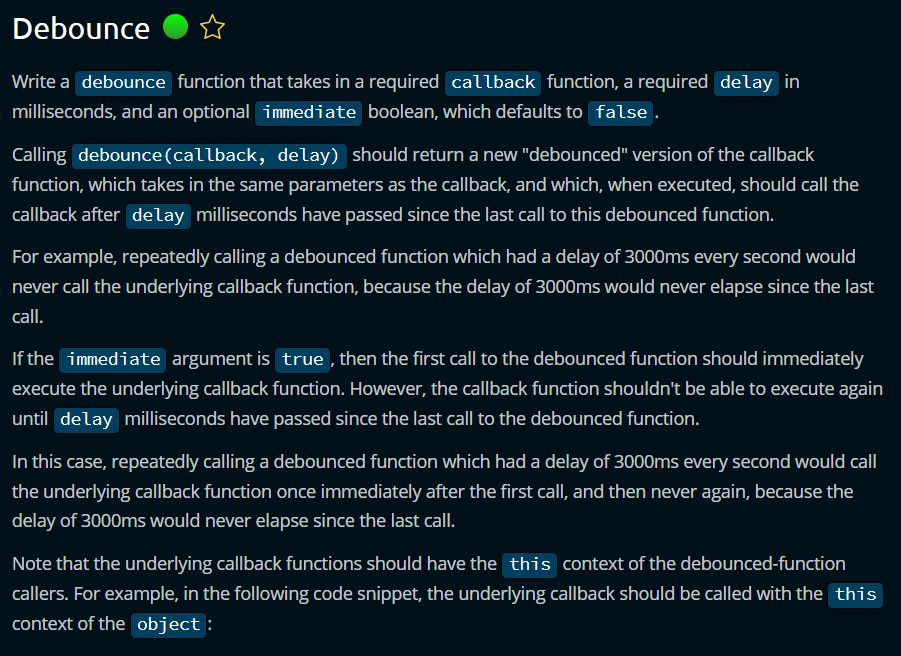 Debounce
Write a debounce function that takes in a required callback function, a required delay in
milliseconds, and an optional immediate boolean, which defaults to false.
Calling debounce(callback, delay) should return a new "debounced" version of the callback
function, which takes in the same parameters as the callback, and which, when executed, should call the
callback after delay milliseconds have passed since the last call to this debounced function.
For example, repeatedly calling a debounced function which had a delay of 3000ms every second would
never call the underlying callback function, because the delay of 3000ms would never elapse since the last
call.
If the immediate argument is true, then the first call to the debounced function should immediately
execute the underlying callback function. However, the callback function shouldn't be able to execute again
until delay milliseconds have passed since the last call to the debounced function.
In this case, repeatedly calling a debounced function which had a delay of 3000ms every second would call
the underlying callback function once immediately after the first call, and then never again, because the
delay of 3000ms would never elapse since the last call.
Note that the underlying callback functions should have the this context of the debounced-function
callers. For example, in the following code snippet, the underlying callback should be called with the this
context of the object: